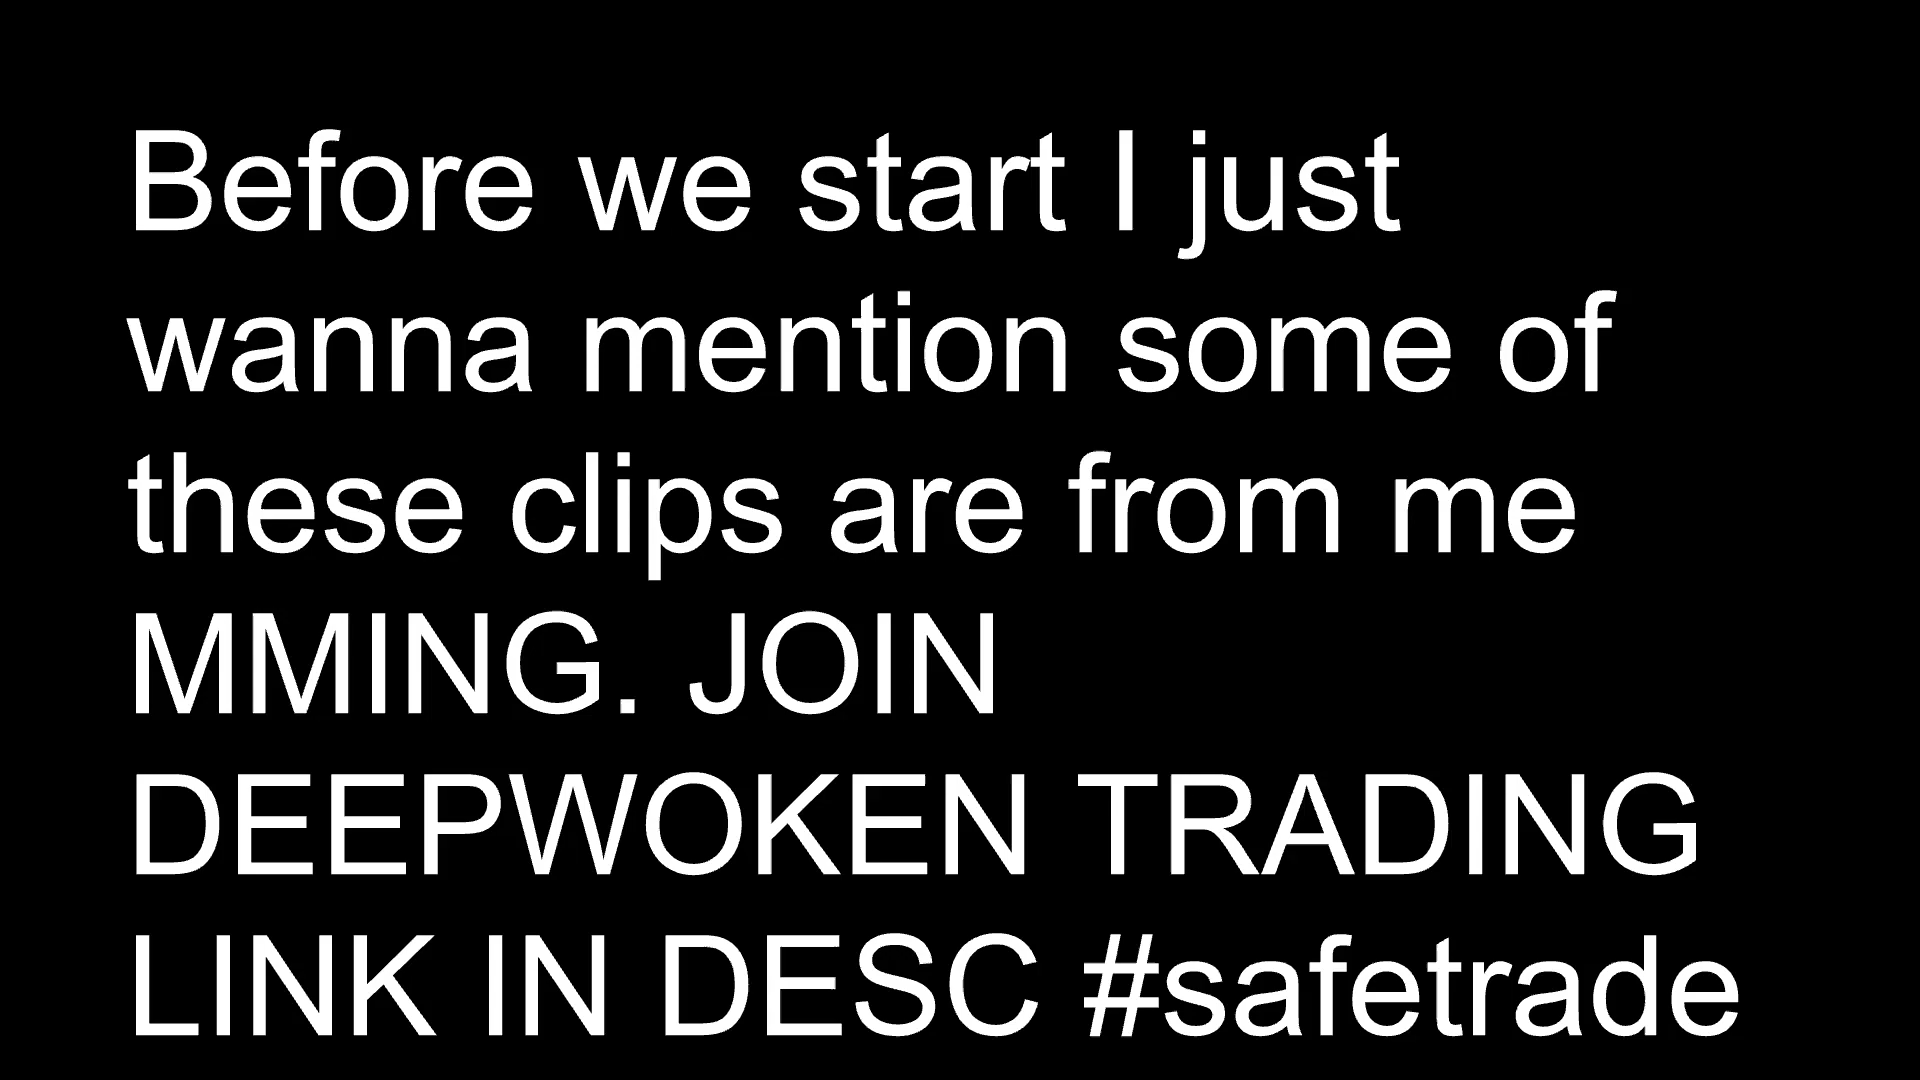 Before we start I just
wanna mention some of
these clips are from me
MMING. JOIN
DEEPWOKEN TRADING
LINK IN DESC #safetrade